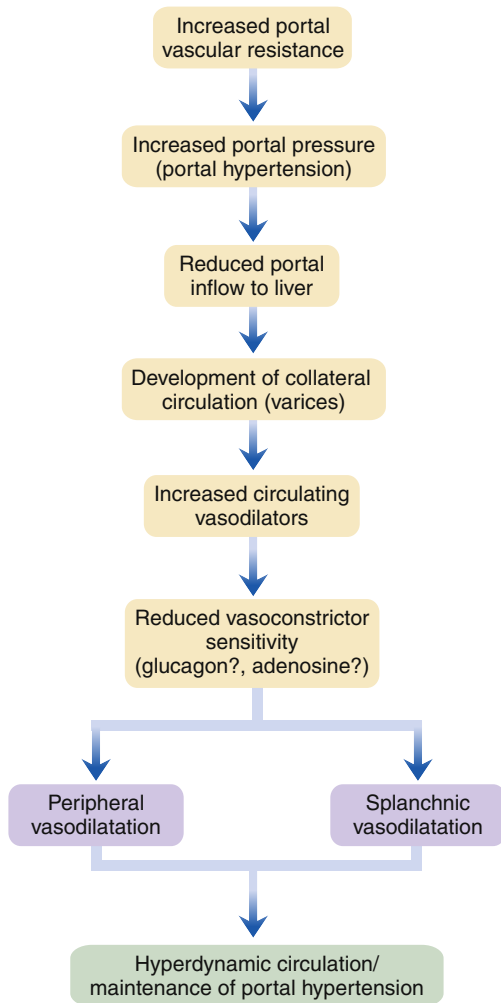 Increased portal
vascular resistance
Increased portal pressure
(portal hypertension)
Reduced portal
inflow to liver
Development of collateral
circulation (varices)
Increased circulating
vasodilators
Reduced vasoconstrictor
sensitivity
(glucagon?, adenosine?)
Peripheral
vasodilatation
Splanchnic
vasodilatation
Hyperdynamic circulation/
maintenance of portal hypertension